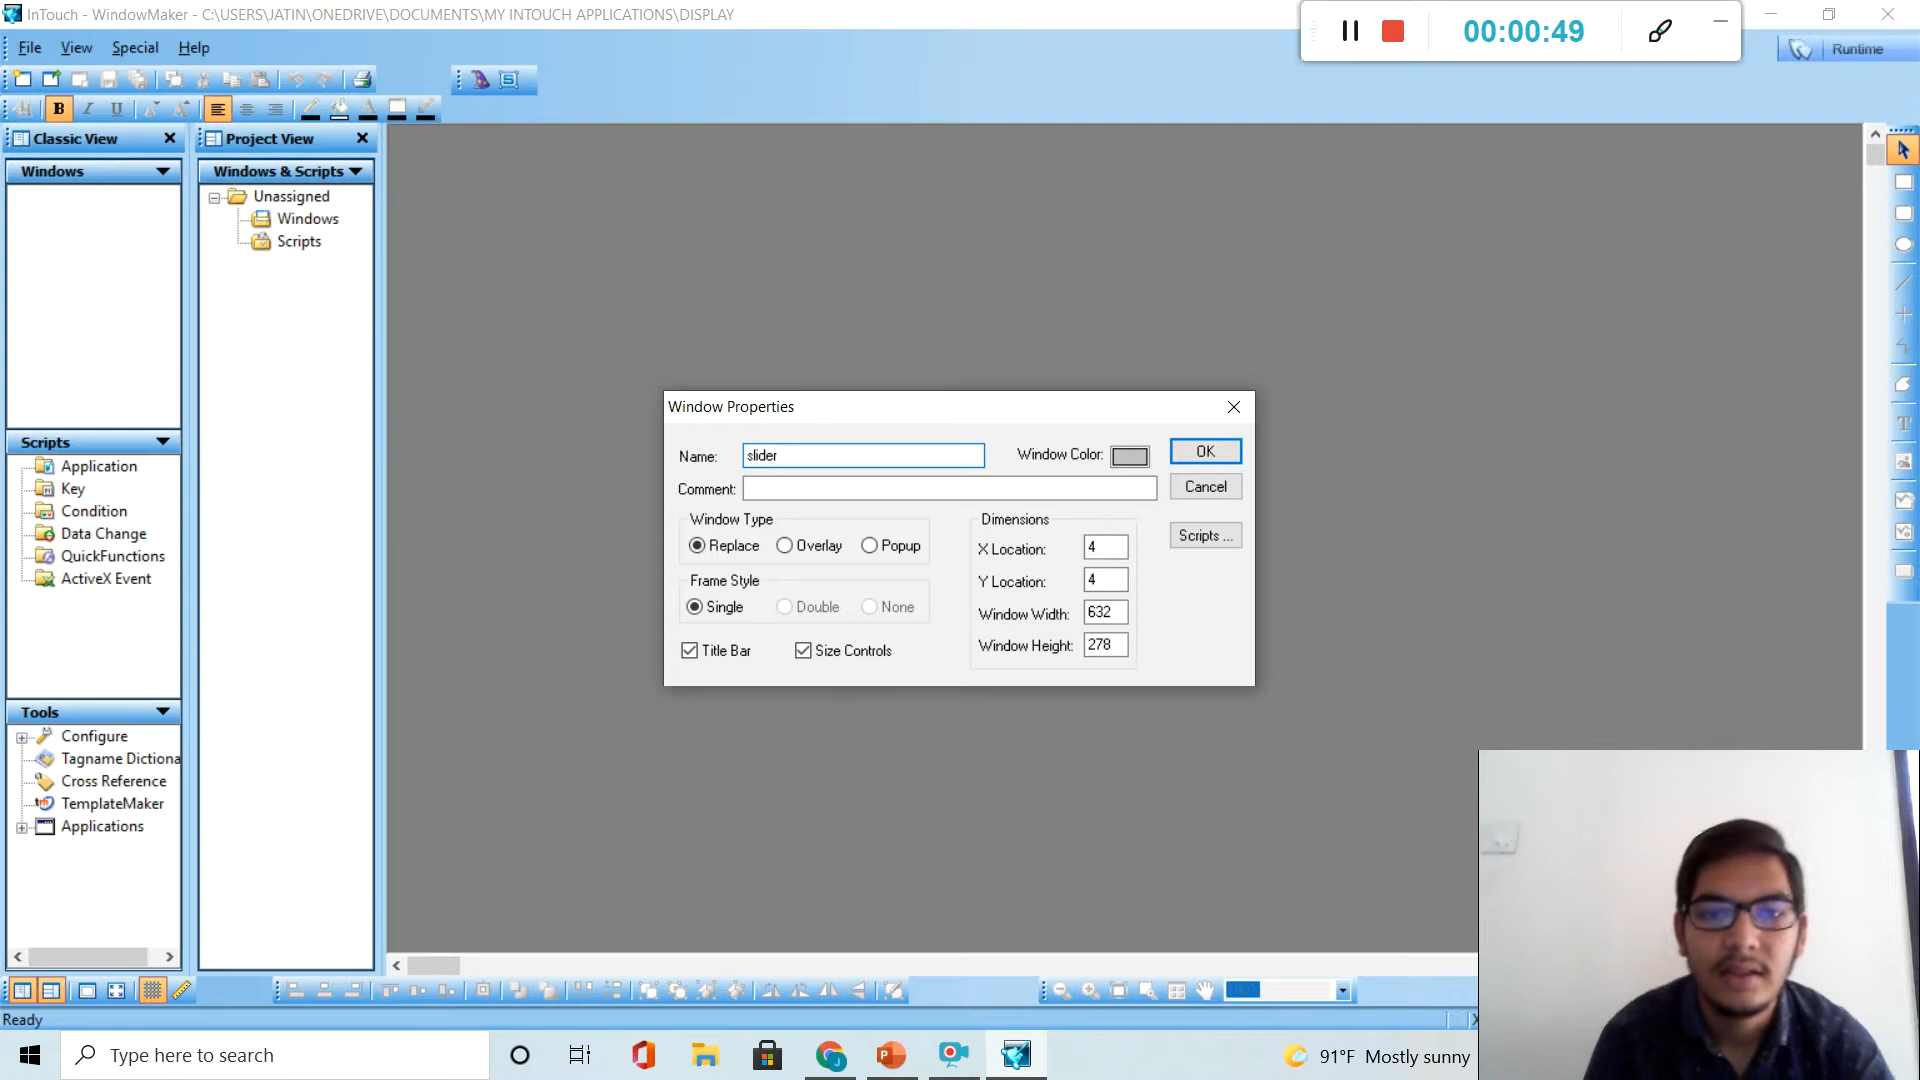 InTouch - WindowMaker - C:\USERS\JATIN\ONEDRIVE\DOCUMENTS\MY INTOUCH APPLICATIONS\DISPLAY
00:00:49
File View Special Help
Runtime
B I U
Classic View
Project View
Windows
Windows & Scripts
Unassigned
Windows
Scripts
Scripts
Application
Key
Condition
Data Change
QuickFunctions
ActiveX Event
Tools
Configure
Tagname Dictiona
Cross Reference
TemplateMaker
Applications
Window Properties
Name: slider
Window Color:
OK
Comment:
Cancel
Window Type
Replace Overlay Popup
Frame Style
Single Double None
Title Bar Size Controls
Dimensions
X Location: 4
Y Location: 4
Window Width: 632
Window Height: 278
Scripts ...
Ready
Type here to search
91°F Mostly sunny